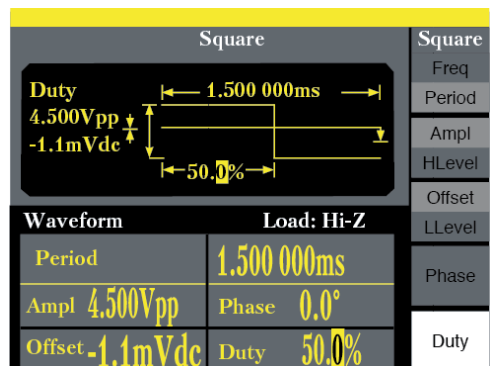 Square
Duty
4.500Vpp
-1.1mVdc
1.500 000ms
50.0%
Waveform Load: Hi-Z
Period 1.500 000ms
Ampl 4.500Vpp Phase 0.0°
Offset -1.1mVdc Duty 50.0%
Square
Freq
Period
Ampl
HLevel
Offset
LLevel
Phase
Duty